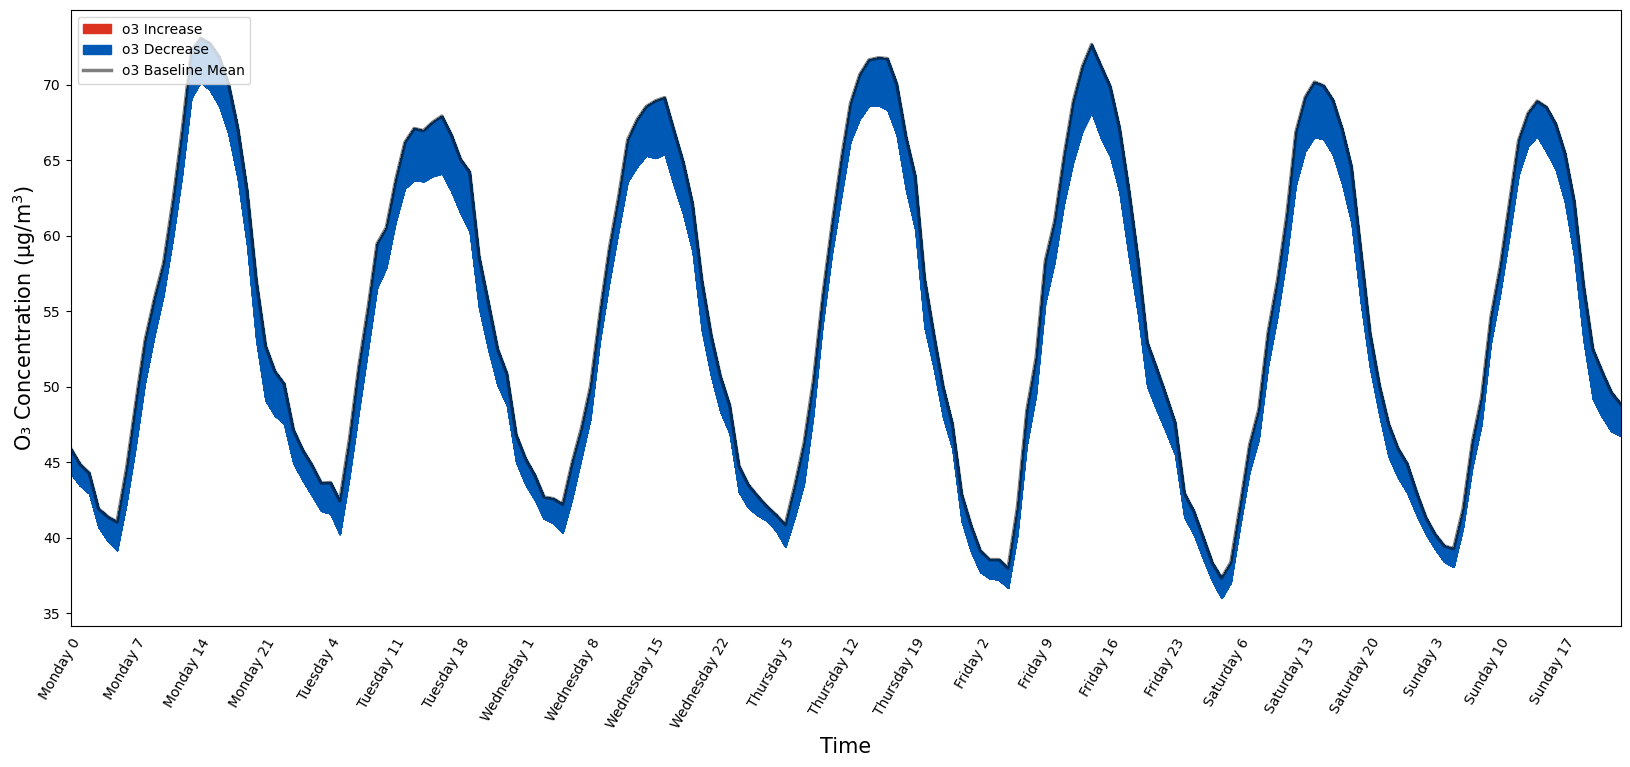 o3 Increase
o3 Decrease
o3 Baseline Mean
O₃ Concentration (µg/m³)
70
65
60
55
50
45
40
35
Monday 0
Monday 7
Monday 14
Monday 21
Tuesday 4
Tuesday 11
Tuesday 18
Wednesday 1
Wednesday 8
Wednesday 15
Wednesday 22
Thursday 5
Thursday 12
Thursday 19
Friday 2
Friday 9
Friday 16
Friday 23
Saturday 6
Saturday 13
Saturday 20
Sunday 3
Sunday 10
Sunday 17
Time